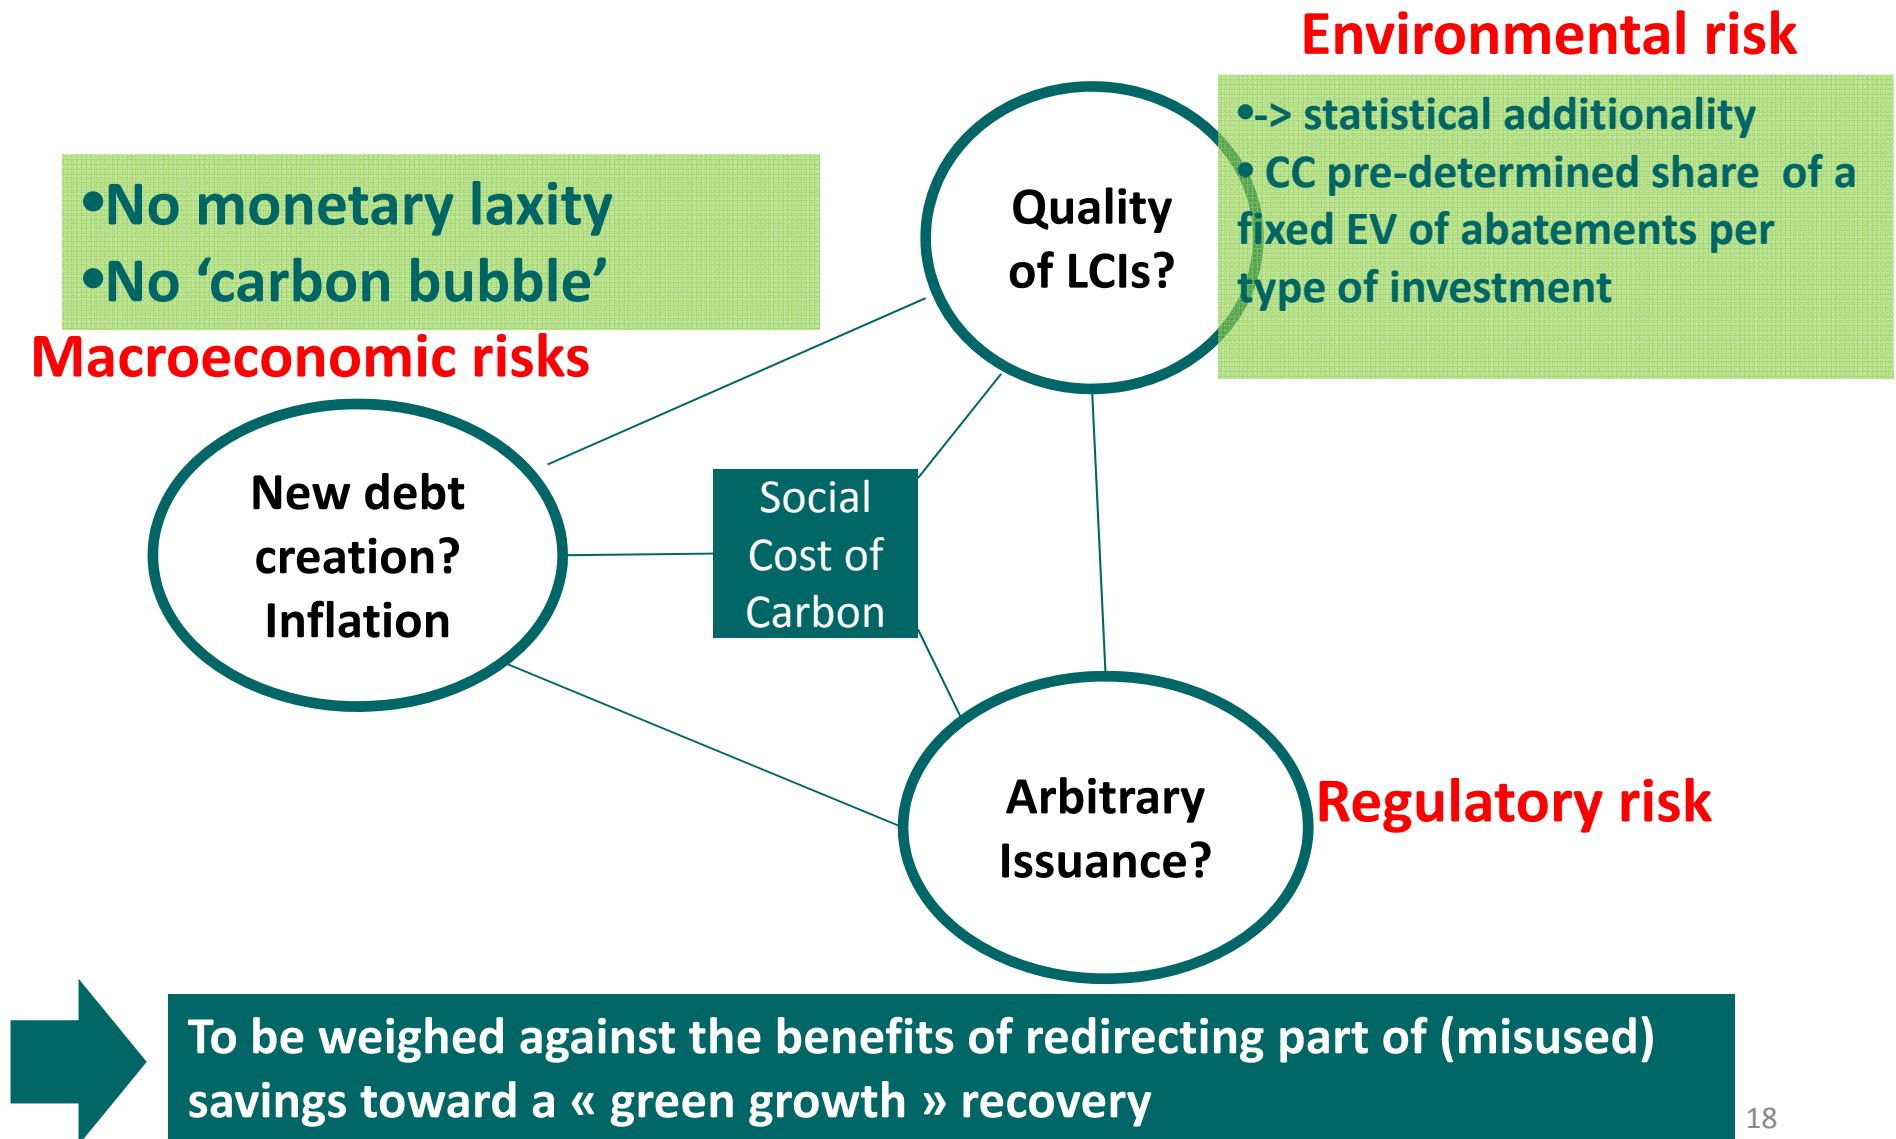 Environmental risk
•-> statistical additionality
• CC pre-determined share of a
fixed EV of abatements per
type of investment
Quality
of LCIs?
•No monetary laxity
•No ‘carbon bubble’
Macroeconomic risks
New debt
creation?
Inflation
Social
Cost of
Carbon
Arbitrary
Issuance?
Regulatory risk
To be weighed against the benefits of redirecting part of (misused)
savings toward a « green growth » recovery
18